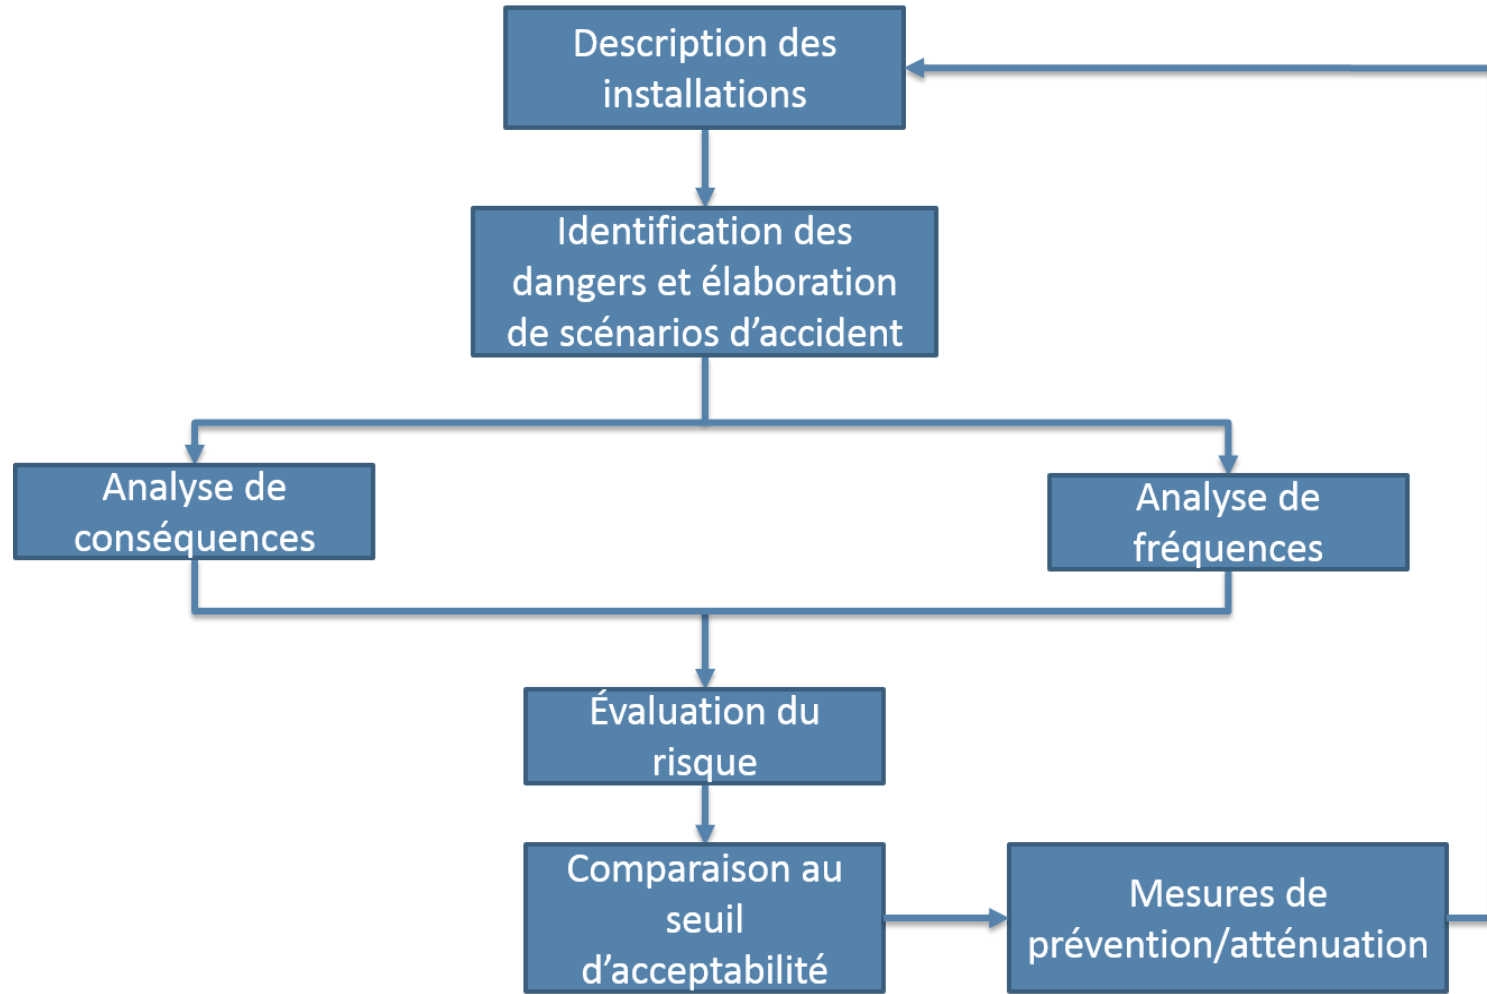 Description des
installations
Identification des
dangers et élaboration
de scénarios d’accident
Analyse de
conséquences
Analyse de
fréquences
Évaluation du
risque
Comparaison au
seuil
d’acceptabilité
Mesures de
prévention/atténuation